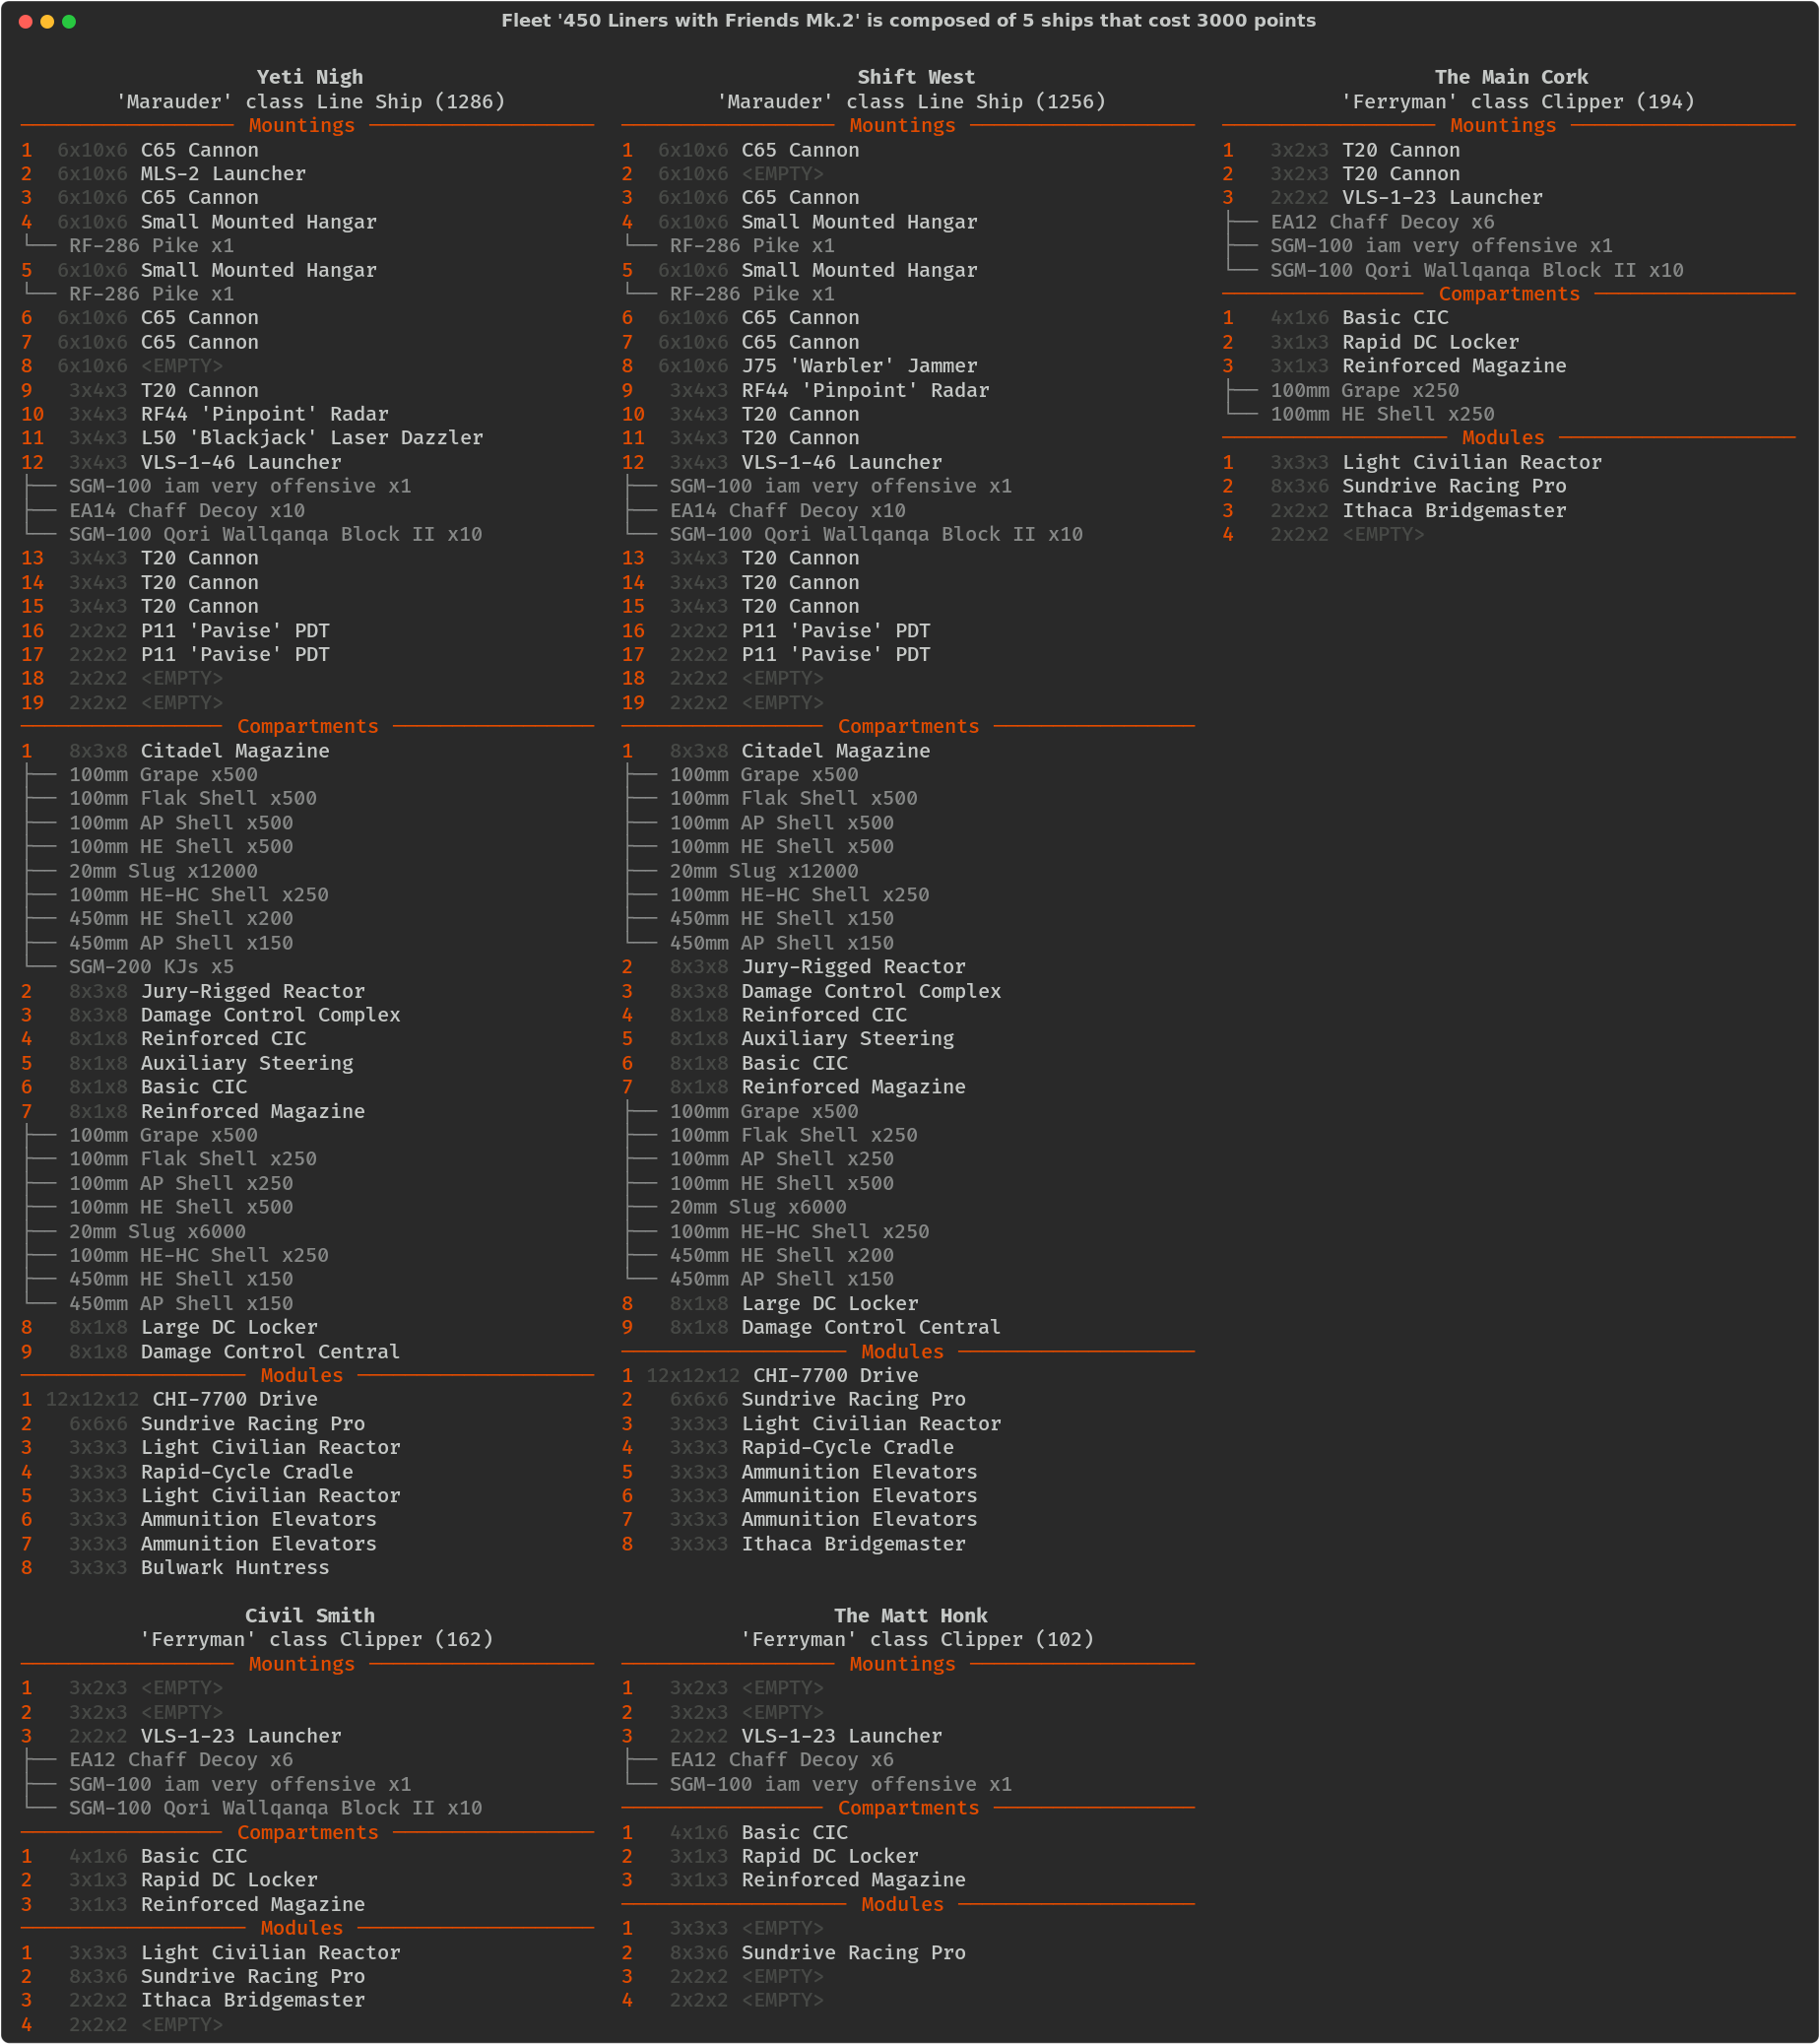 Fleet '450 Liners with Friends Mk.2' is composed of 5 ships that cost 3000 points
Yeti Nigh
'Marauder' class Line Ship (1286)
Mountings
1 6x10x6 C65 Cannon
2 6x10x6 MLS-2 Launcher
3 6x10x6 C65 Cannon
4 6x10x6 Small Mounted Hangar
└── RF-286 Pike x1
5 6x10x6 Small Mounted Hangar
└── RF-286 Pike x1
6 6x10x6 C65 Cannon
7 6x10x6 C65 Cannon
8 6x10x6 <EMPTY>
9 3x4x3 T20 Cannon
10 3x4x3 RF44 'Pinpoint' Radar
11 3x4x3 L50 'Blackjack' Laser Dazzler
12 3x4x3 VLS-1-46 Launcher
├── SGM-100 iam very offensive x1
├── EA14 Chaff Decoy x10
└── SGM-100 Qori Wallqanqa Block II x10
13 3x4x3 T20 Cannon
14 3x4x3 T20 Cannon
15 3x4x3 T20 Cannon
16 2x2x2 P11 'Pavise' PDT
17 2x2x2 P11 'Pavise' PDT
18 2x2x2 <EMPTY>
19 2x2x2 <EMPTY>
Compartments
1 8x3x8 Citadel Magazine
├── 100mm Grape x500
├── 100mm Flak Shell x500
├── 100mm AP Shell x500
├── 100mm HE Shell x500
├── 20mm Slug x12000
├── 100mm HE-HC Shell x250
├── 450mm HE Shell x200
├── 450mm AP Shell x150
└── SGM-200 KJs x5
2 8x3x8 Jury-Rigged Reactor
3 8x3x8 Damage Control Complex
4 8x1x8 Reinforced CIC
5 8x1x8 Auxiliary Steering
6 8x1x8 Basic CIC
7 8x1x8 Reinforced Magazine
├── 100mm Grape x500
├── 100mm Flak Shell x250
├── 100mm AP Shell x250
├── 100mm HE Shell x500
├── 20mm Slug x6000
├── 100mm HE-HC Shell x250
├── 450mm HE Shell x150
└── 450mm AP Shell x150
8 8x1x8 Large DC Locker
9 8x1x8 Damage Control Central
Modules
1 12x12x12 CHI-7700 Drive
2 6x6x6 Sundrive Racing Pro
3 3x3x3 Light Civilian Reactor
4 3x3x3 Rapid-Cycle Cradle
5 3x3x3 Light Civilian Reactor
6 3x3x3 Ammunition Elevators
7 3x3x3 Ammunition Elevators
8 3x3x3 Bulwark Huntress
Shift West
'Marauder' class Line Ship (1256)
Mountings
1 6x10x6 C65 Cannon
2 6x10x6 <EMPTY>
3 6x10x6 C65 Cannon
4 6x10x6 Small Mounted Hangar
└── RF-286 Pike x1
5 6x10x6 Small Mounted Hangar
└── RF-286 Pike x1
6 6x10x6 C65 Cannon
7 6x10x6 C65 Cannon
8 6x10x6 J75 'Warbler' Jammer
9 3x4x3 RF44 'Pinpoint' Radar
10 3x4x3 T20 Cannon
11 3x4x3 T20 Cannon
12 3x4x3 VLS-1-46 Launcher
├── SGM-100 iam very offensive x1
├── EA14 Chaff Decoy x10
└── SGM-100 Qori Wallqanqa Block II x10
13 3x4x3 T20 Cannon
14 3x4x3 T20 Cannon
15 3x4x3 T20 Cannon
16 2x2x2 P11 'Pavise' PDT
17 2x2x2 P11 'Pavise' PDT
18 2x2x2 <EMPTY>
19 2x2x2 <EMPTY>
Compartments
1 8x3x8 Citadel Magazine
├── 100mm Grape x500
├── 100mm Flak Shell x500
├── 100mm AP Shell x500
├── 100mm HE Shell x500
├── 20mm Slug x12000
├── 100mm HE-HC Shell x250
├── 450mm HE Shell x150
└── 450mm AP Shell x150
2 8x3x8 Jury-Rigged Reactor
3 8x3x8 Damage Control Complex
4 8x1x8 Reinforced CIC
5 8x1x8 Auxiliary Steering
6 8x1x8 Basic CIC
7 8x1x8 Reinforced Magazine
├── 100mm Grape x500
├── 100mm Flak Shell x250
├── 100mm AP Shell x250
├── 100mm HE Shell x500
├── 20mm Slug x6000
├── 100mm HE-HC Shell x250
├── 450mm HE Shell x200
└── 450mm AP Shell x150
8 8x1x8 Large DC Locker
9 8x1x8 Damage Control Central
Modules
1 12x12x12 CHI-7700 Drive
2 6x6x6 Sundrive Racing Pro
3 3x3x3 Light Civilian Reactor
4 3x3x3 Rapid-Cycle Cradle
5 3x3x3 Ammunition Elevators
6 3x3x3 Ammunition Elevators
7 3x3x3 Ammunition Elevators
8 3x3x3 Ithaca Bridgemaster
The Main Cork
'Ferryman' class Clipper (194)
Mountings
1 3x2x3 T20 Cannon
2 3x2x3 T20 Cannon
3 2x2x2 VLS-1-23 Launcher
├── EA12 Chaff Decoy x6
├── SGM-100 iam very offensive x1
└── SGM-100 Qori Wallqanqa Block II x10
Compartments
1 4x1x6 Basic CIC
2 3x1x3 Rapid DC Locker
3 3x1x3 Reinforced Magazine
├── 100mm Grape x250
└── 100mm HE Shell x250
Modules
1 3x3x3 Light Civilian Reactor
2 8x3x6 Sundrive Racing Pro
3 2x2x2 Ithaca Bridgemaster
4 2x2x2 <EMPTY>
Civil Smith
'Ferryman' class Clipper (162)
Mountings
1 3x2x3 <EMPTY>
2 3x2x3 <EMPTY>
3 2x2x2 VLS-1-23 Launcher
├── EA12 Chaff Decoy x6
├── SGM-100 iam very offensive x1
└── SGM-100 Qori Wallqanqa Block II x10
Compartments
1 4x1x6 Basic CIC
2 3x1x3 Rapid DC Locker
3 3x1x3 Reinforced Magazine
Modules
1 3x3x3 Light Civilian Reactor
2 8x3x6 Sundrive Racing Pro
3 2x2x2 Ithaca Bridgemaster
4 2x2x2 <EMPTY>
The Matt Honk
'Ferryman' class Clipper (102)
Mountings
1 3x2x3 <EMPTY>
2 3x2x3 <EMPTY>
3 2x2x2 VLS-1-23 Launcher
├── EA12 Chaff Decoy x6
└── SGM-100 iam very offensive x1
Compartments
1 4x1x6 Basic CIC
2 3x1x3 Rapid DC Locker
3 3x1x3 Reinforced Magazine
Modules
1 3x3x3 <EMPTY>
2 8x3x6 Sundrive Racing Pro
3 2x2x2 <EMPTY>
4 2x2x2 <EMPTY>